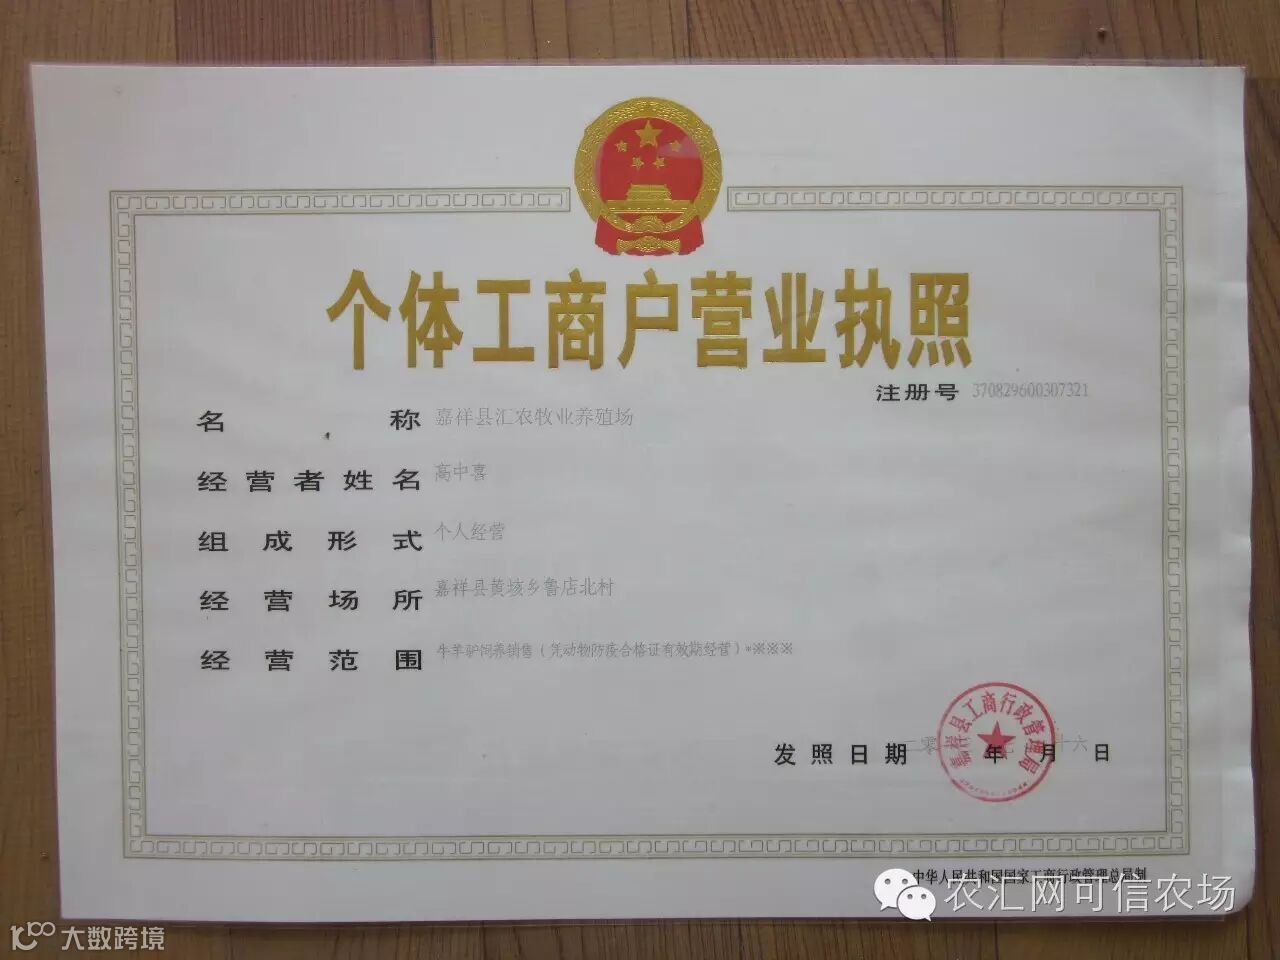 个体工商户营业执照
注册号 370829600307321
名称 嘉祥县汇农牧业养殖场
经营者姓名 高中喜
组成形式 个人经营
经营场所 嘉祥县黄垓乡鲁店北村
经营范围 牛羊驴饲养销售(凭动物防疫合格证有效期经营)*※※※
发照日期 二零 年 月 十六 日
嘉祥县工商行政管理局
中华人民共和国国家工商行政管理总局制
农汇网可信农场
大数跨境